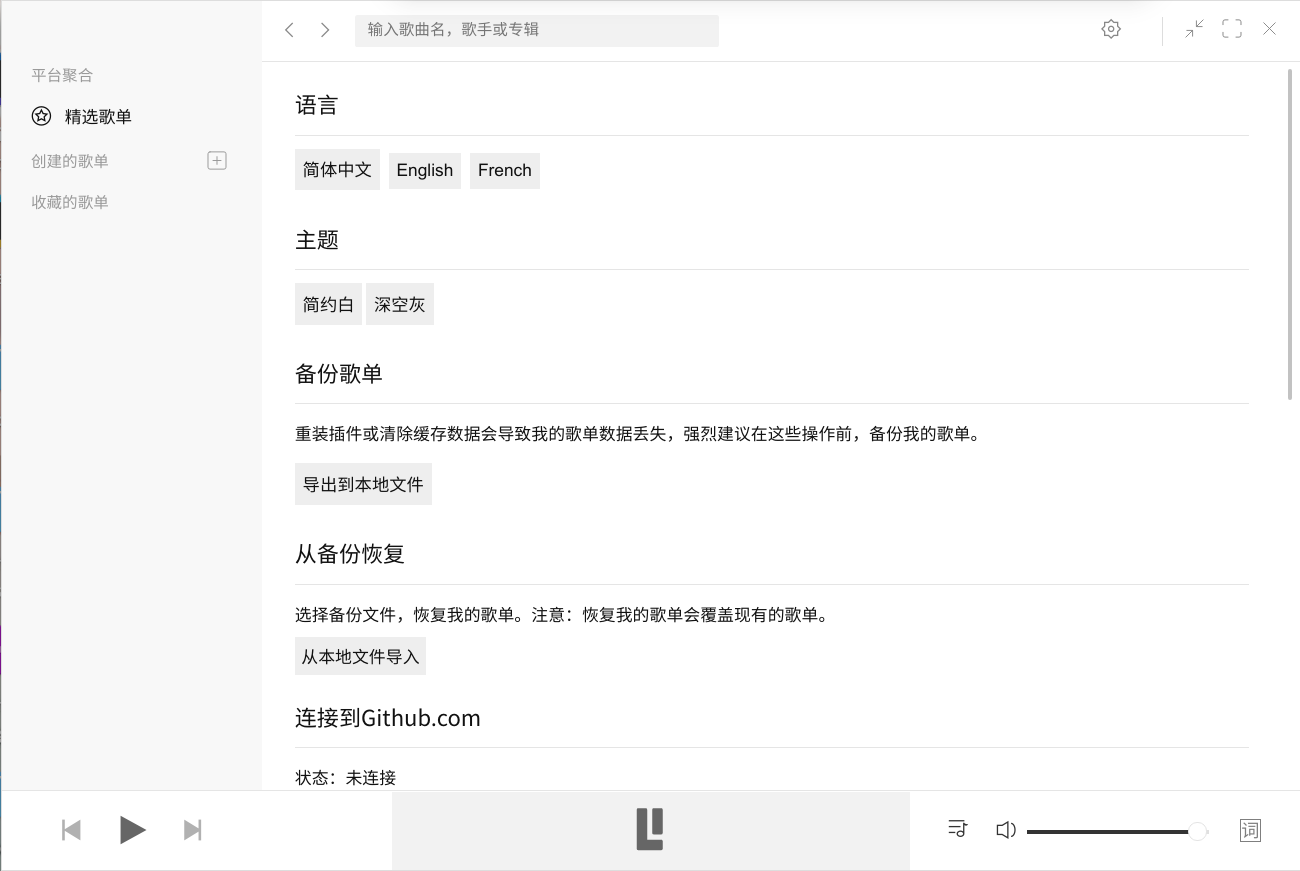 输入歌曲名，歌手或专辑
平台聚合
精选歌单
创建的歌单
收藏的歌单
语言
简体中文 English French
主题
简约白 深空灰
备份歌单
重装插件或清除缓存数据会导致我的歌单数据丢失，强烈建议在这些操作前，备份我的歌单。
导出到本地文件
从备份恢复
选择备份文件，恢复我的歌单。注意：恢复我的歌单会覆盖现有的歌单。
从本地文件导入
连接到Github.com
状态：未连接
词